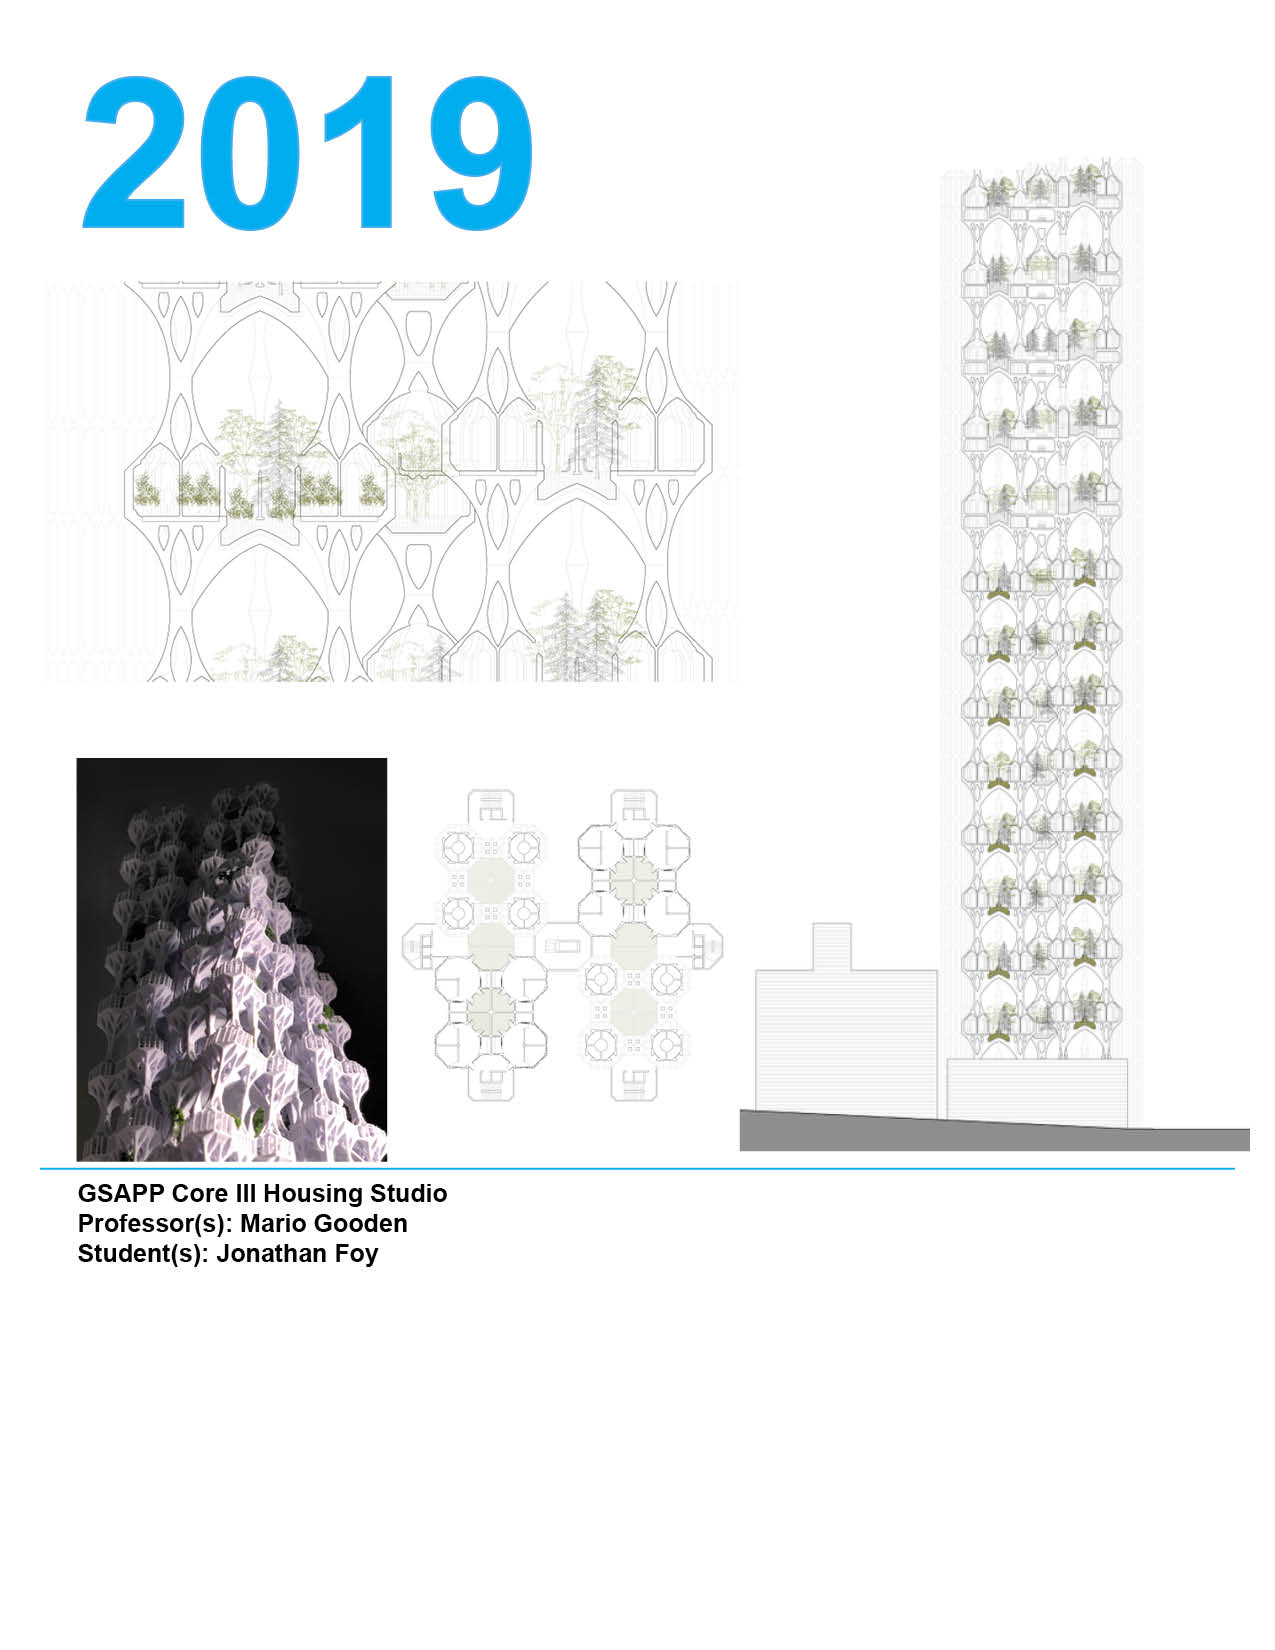 2019
GSAPP Core III Housing Studio
Professor(s): Mario Gooden
Student(s): Jonathan Foy